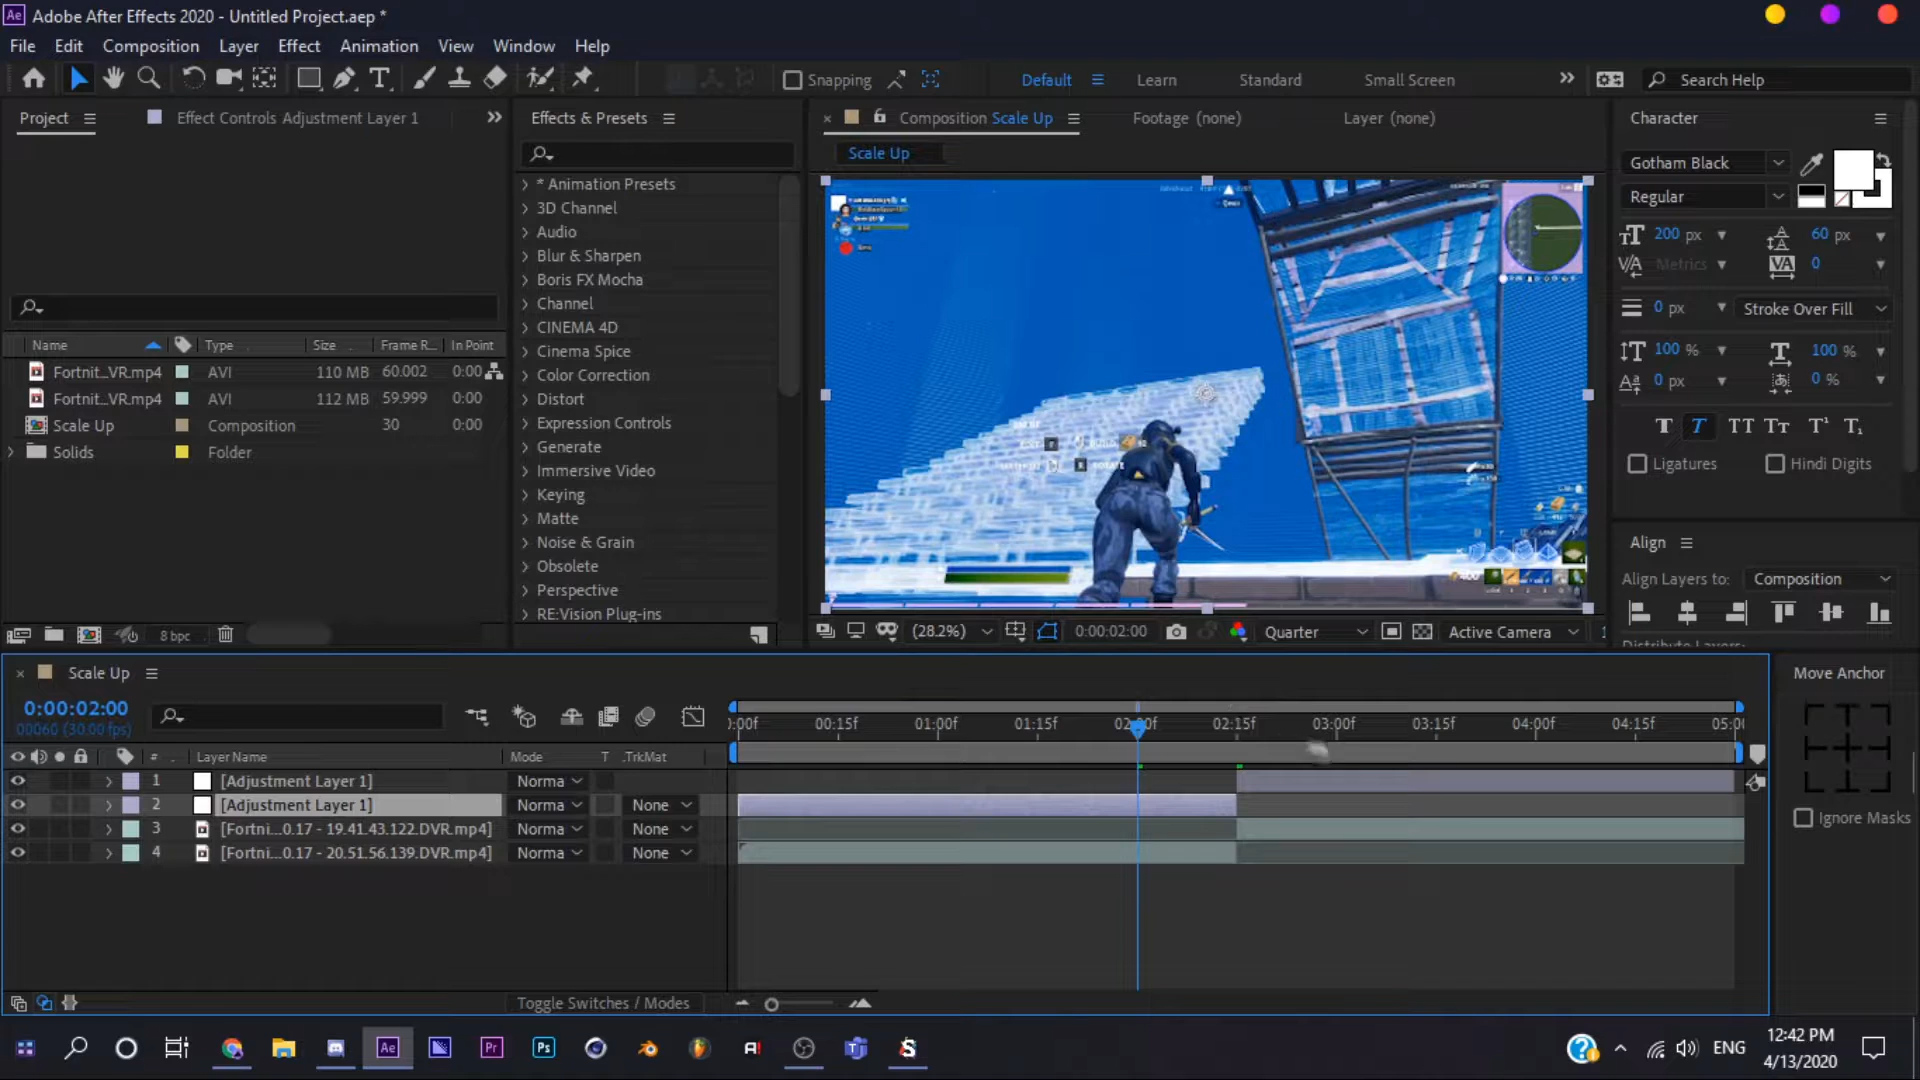 Ae Adobe After Effects 2020 - Untitled Project.aep *
File Edit Composition Layer Effect Animation View Window Help
T Snapping Default Learn Standard Small Screen Search Help
Project Effect Controls Adjustment Layer 1
Name Type Size Frame R... In Point
Fortnit...VR.mp4 AVI 110 MB 60.002 0:00
Fortnit...VR.mp4 AVI 112 MB 59.999 0:00
Scale Up Composition 30 0:00
Solids Folder
8 bpc
Effects & Presets
* Animation Presets
3D Channel
Audio
Blur & Sharpen
Boris FX Mocha
Channel
CINEMA 4D
Cinema Spice
Color Correction
Distort
Expression Controls
Generate
Immersive Video
Keying
Matte
Noise & Grain
Obsolete
Perspective
RE:Vision Plug-ins
Composition Scale Up Footage (none) Layer (none)
Scale Up
(28.2%) 0:00:02:00 Quarter Active Camera
Character
Gotham Black
Regular
200 px 60 px
Metrics 0
0 px Stroke Over Fill
100 % 100 %
0 px 0 %
T T TT Tт T¹ T₁
Ligatures Hindi Digits
Align
Align Layers to: Composition
Scale Up
0:00:02:00
00060 (30.00 fps)
:00f 00:15f 01:00f 01:15f 02:00f 02:15f 03:00f 03:15f 04:00f 04:15f 05:00
# Layer Name Mode T .TrkMat
1 [Adjustment Layer 1] Norma
2 [Adjustment Layer 1] Norma None
3 [Fortni...0.17 - 19.41.43.122.DVR.mp4] Norma None
4 [Fortni...0.17 - 20.51.56.139.DVR.mp4] Norma None
Toggle Switches / Modes
Move Anchor
Ignore Masks
Ae Pr Ps ENG
12:42 PM
4/13/2020